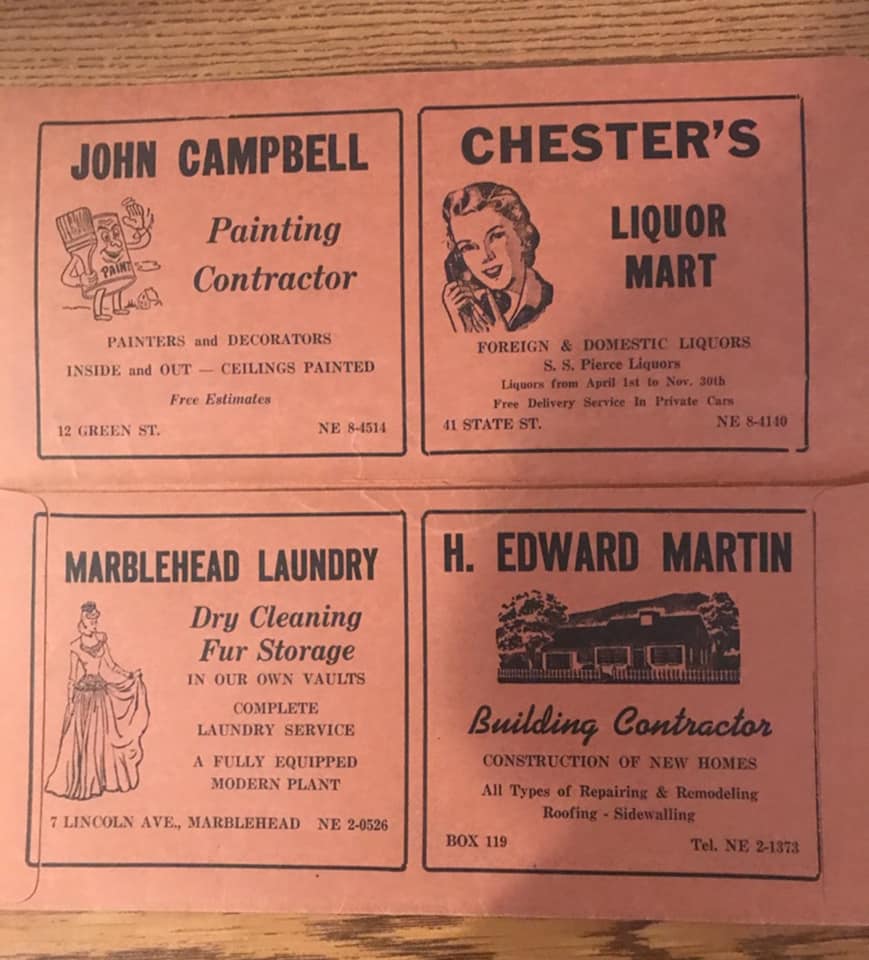 JOHN CAMPBELL
PAINT
Painting
Contractor
PAINTERS and DECORATORS
INSIDE and OUT — CEILINGS PAINTED
Free Estimates
12 GREEN ST. NE 8-4514
CHESTER'S
LIQUOR
MART
FOREIGN & DOMESTIC LIQUORS
S. S. Pierce Liquors
Liquors from April 1st to Nov. 30th
Free Delivery Service In Private Cars
41 STATE ST. NE 8-4140
MARBLEHEAD LAUNDRY
Dry Cleaning
Fur Storage
IN OUR OWN VAULTS
COMPLETE
LAUNDRY SERVICE
A FULLY EQUIPPED
MODERN PLANT
7 LINCOLN AVE., MARBLEHEAD NE 2-0526
H. EDWARD MARTIN
Building Contractor
CONSTRUCTION OF NEW HOMES
All Types of Repairing & Remodeling
Roofing - Sidewalling
BOX 119 Tel. NE 2-1373